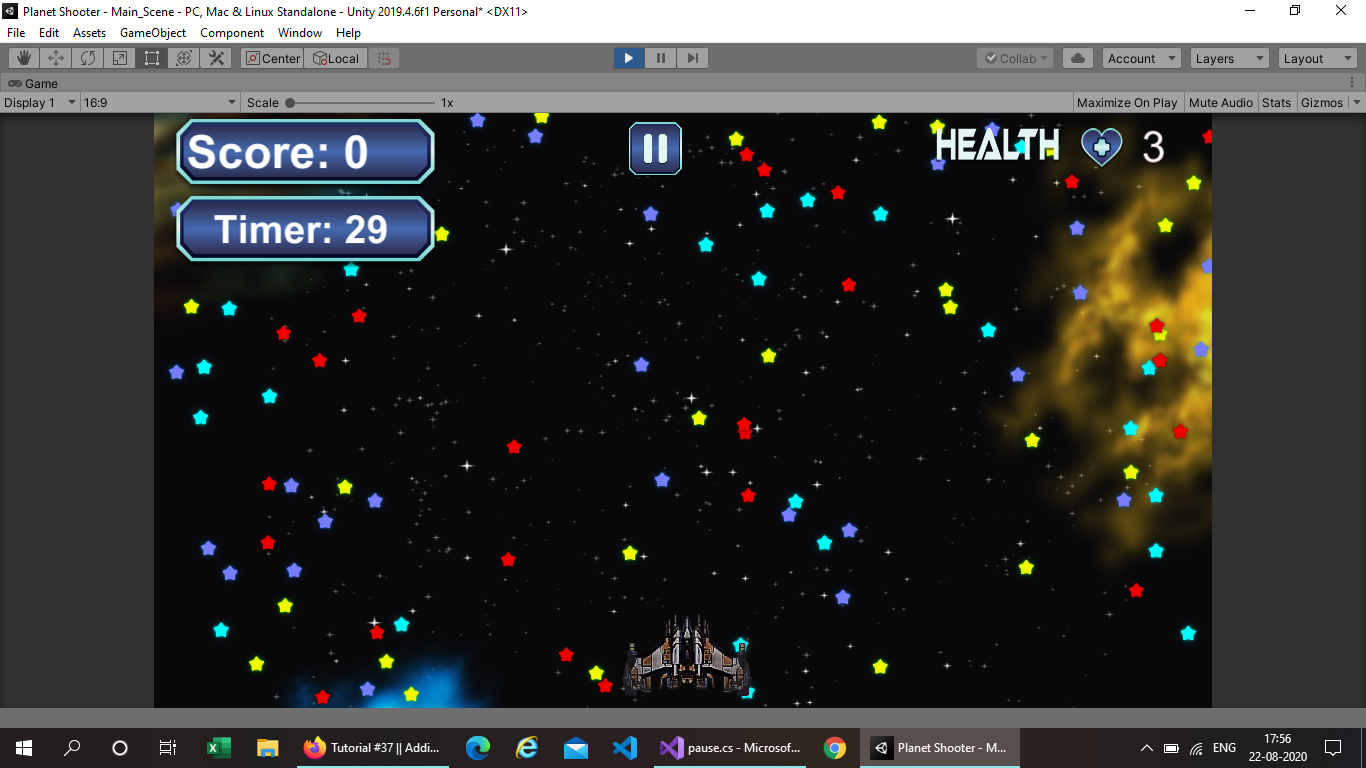 Planet Shooter - Main_Scene - PC, Mac & Linux Standalone - Unity 2019.4.6f1 Personal* <DX11>
File Edit Assets GameObject Component Window Help
Center Local Collab Account Layers Layout
Game
Display 1 16:9 Scale 1x Maximize On Play Mute Audio Stats Gizmos
Score: 0
HEALTH 3
Timer: 29
Tutorial #37 || Addi... pause.cs - Microsof... Planet Shooter - M... ENG 17:56
22-08-2020